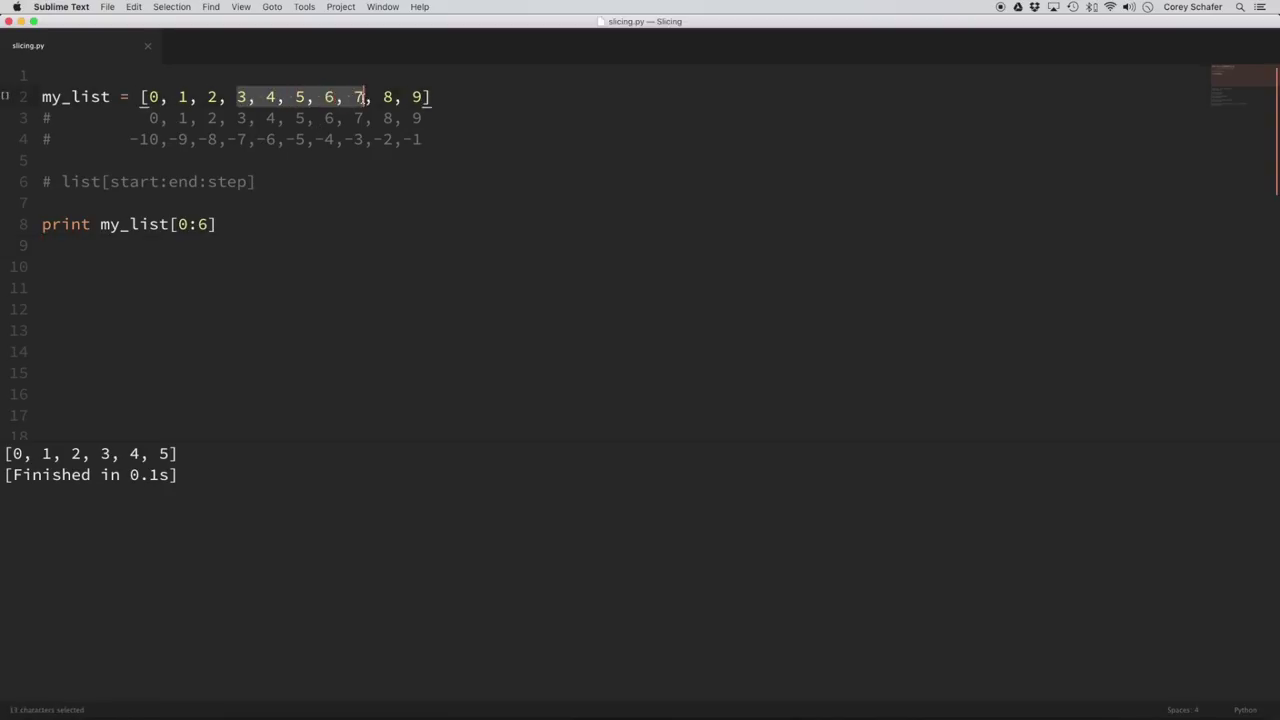 Sublime Text File Edit Selection Find View Goto Tools Project Window Help Corey Schafer
slicing.py — Slicing
slicing.py
1
2 my_list = [0, 1, 2, 3, 4, 5, 6, 7, 8, 9]
3 # 0, 1, 2, 3, 4, 5, 6, 7, 8, 9
4 # -10,-9,-8,-7,-6,-5,-4,-3,-2,-1
5
6 # list[start:end:step]
7
8 print my_list[0:6]
9
10
11
12
13
14
15
16
17
18
[0, 1, 2, 3, 4, 5]
[Finished in 0.1s]
13 characters selected Spaces: 4 Python